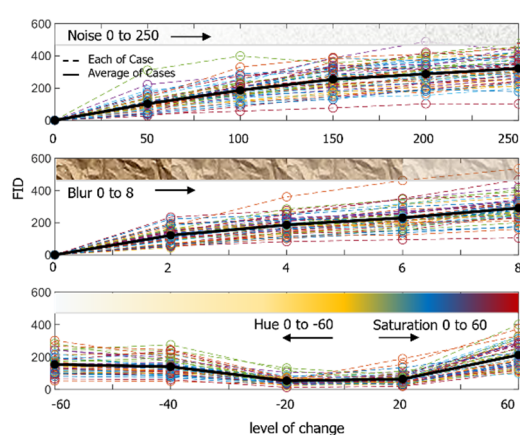 600
Noise 0 to 250
400
Each of Case
Average of Cases
200
0
0 50 100 150 200 250
600
400
Blur 0 to 8
FID
200
0
0 2 4 6 8
600
400
Hue 0 to -60 Saturation 0 to 60
200
0
-60 -40 -20 20 60
level of change